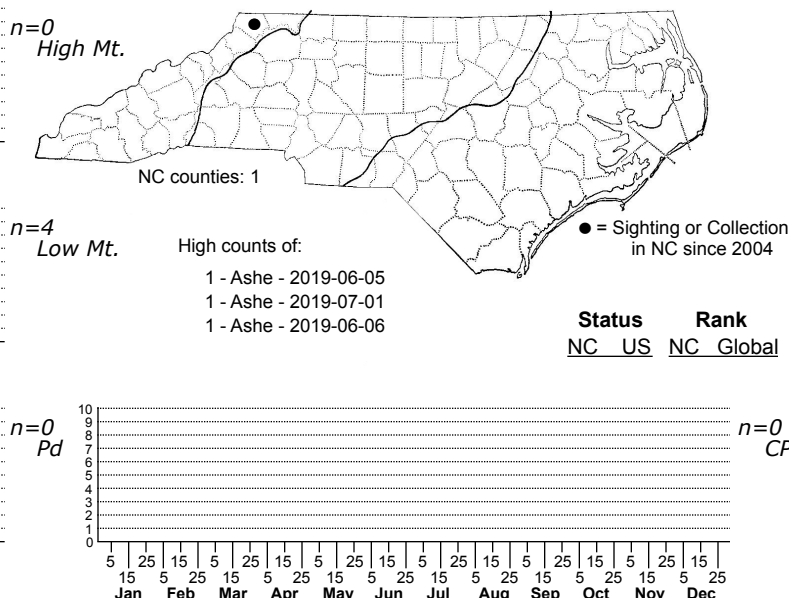 n=0
High Mt.
NC counties: 1
n=4
Low Mt.
High counts of:
1 - Ashe - 2019-06-05
1 - Ashe - 2019-07-01
1 - Ashe - 2019-06-06
● = Sighting or Collection
in NC since 2004
Status Rank
NC US NC Global
n=0
Pd
10
9
8
7
6
5
4
3
2
1
0
n=0
CP
5 25 15 5 25 15 5 25 15 5 25 15 5 25 15 5 25 15
15 5 25 15 5 25 15 5 25 15 5 25 15 5 25 15 5 25
Jan Feb Mar Apr May Jun Jul Aug Sep Oct Nov Dec